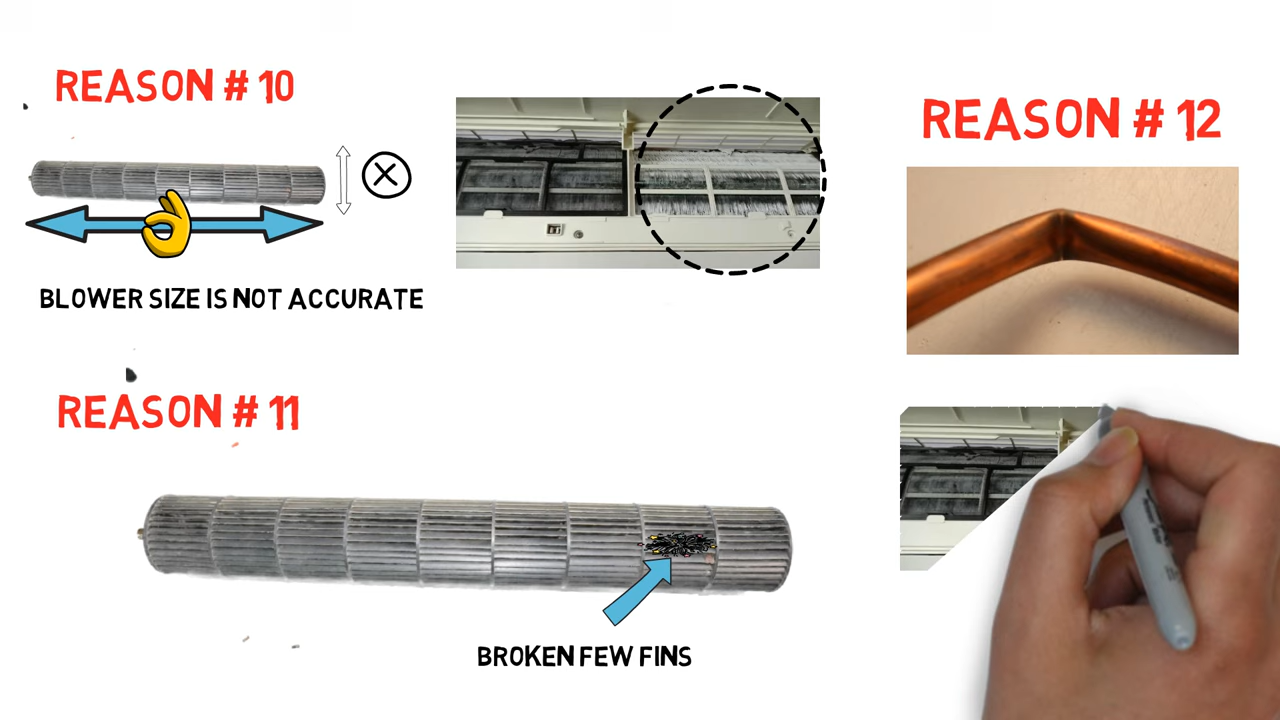 REASON # 10
BLOWER SIZE IS NOT ACCURATE
REASON # 11
BROKEN FEW FINS
REASON # 12